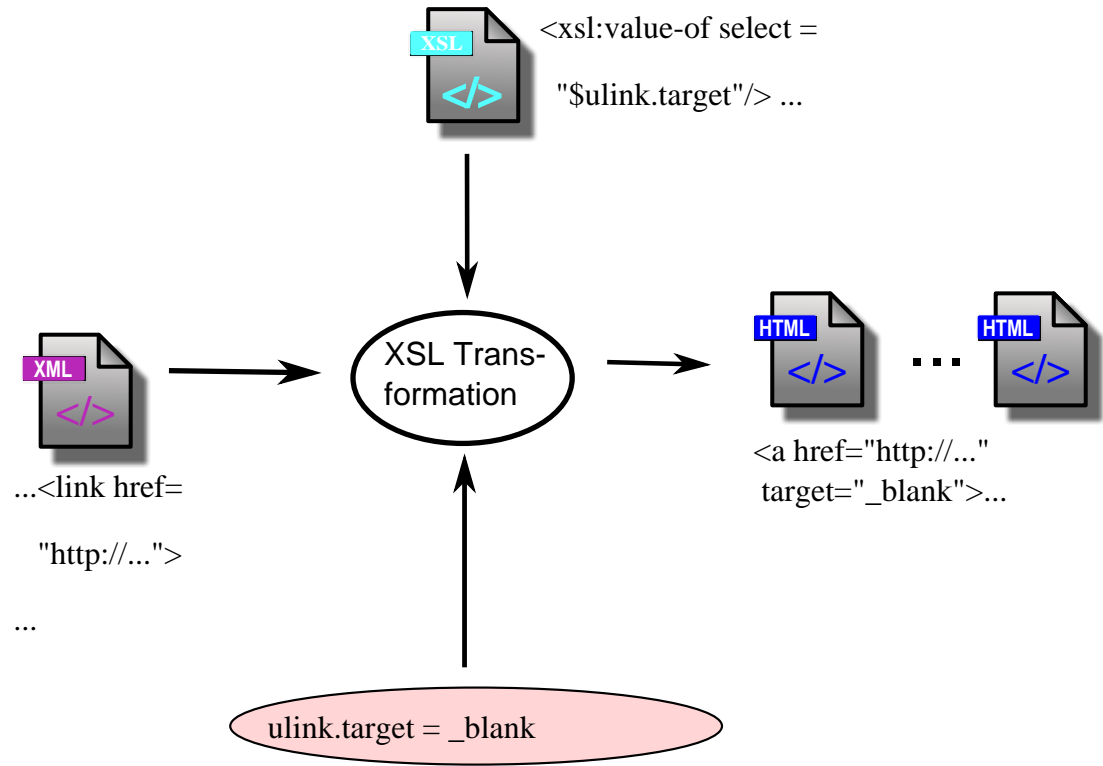 XSL
</>
<xsl:value-of select =
"$ulink.target"/> ...
XML
</>
...<link href=
"http://...">
...
XSL Trans-
formation
HTML
</>
...
HTML
</>
<a href="http://..."
target="_blank">...
ulink.target = _blank